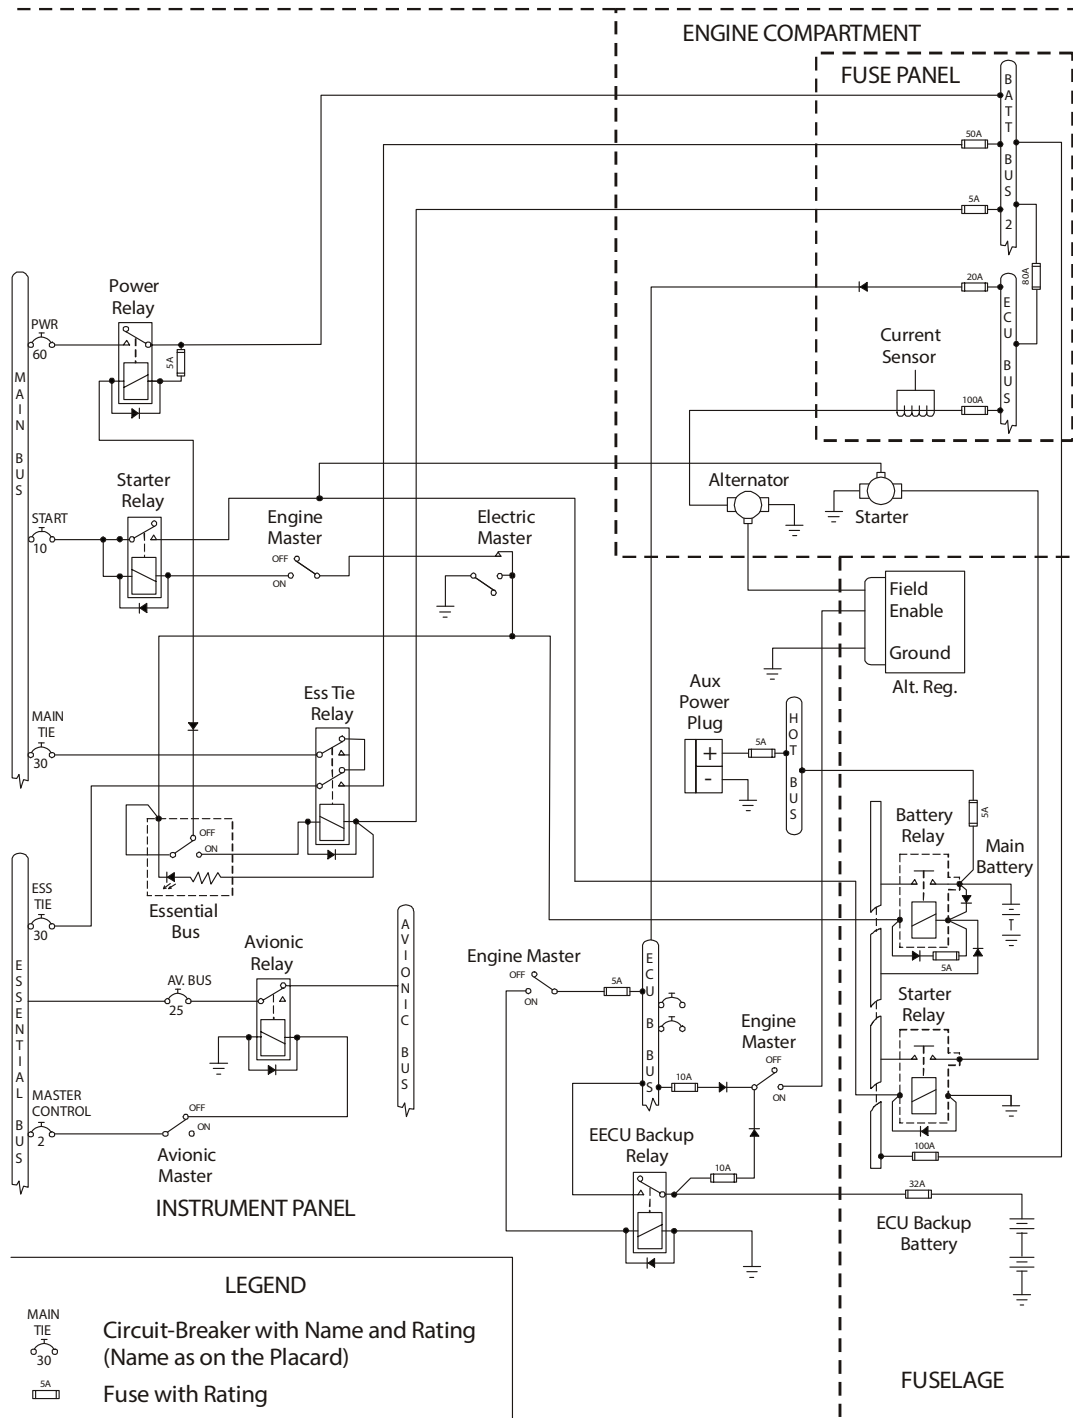 ENGINE COMPARTMENT
FUSE PANEL
BATT BUS 2
50A
5A
80A
20A
ECU BUS
Current
Sensor
100A
Power
Relay
PWR
60
5A
MAIN BUS
Starter
Relay
START
10
Engine
Master
OFF
ON
Electric
Master
Alternator
Starter
Field
Enable
Ground
Alt. Reg.
Ess Tie
Relay
MAIN
TIE
30
Aux
Power
Plug
+
-
5A
HOT BUS
5A
Battery
Relay
Main
Battery
5A
OFF
ON
Essential
Bus
ESS
TIE
30
ESSENTIAL BUS
Avionic
Relay
AV. BUS
25
AVIONIC BUS
MASTER
CONTROL
2
OFF
ON
Avionic
Master
INSTRUMENT PANEL
Engine Master
OFF
ON
5A
ECU B BUS
Engine
Master
OFF
ON
10A
EECU Backup
Relay
10A
Starter
Relay
100A
32A
ECU Backup
Battery
FUSELAGE
LEGEND
MAIN
TIE
30
Circuit-Breaker with Name and Rating
(Name as on the Placard)
5A
Fuse with Rating